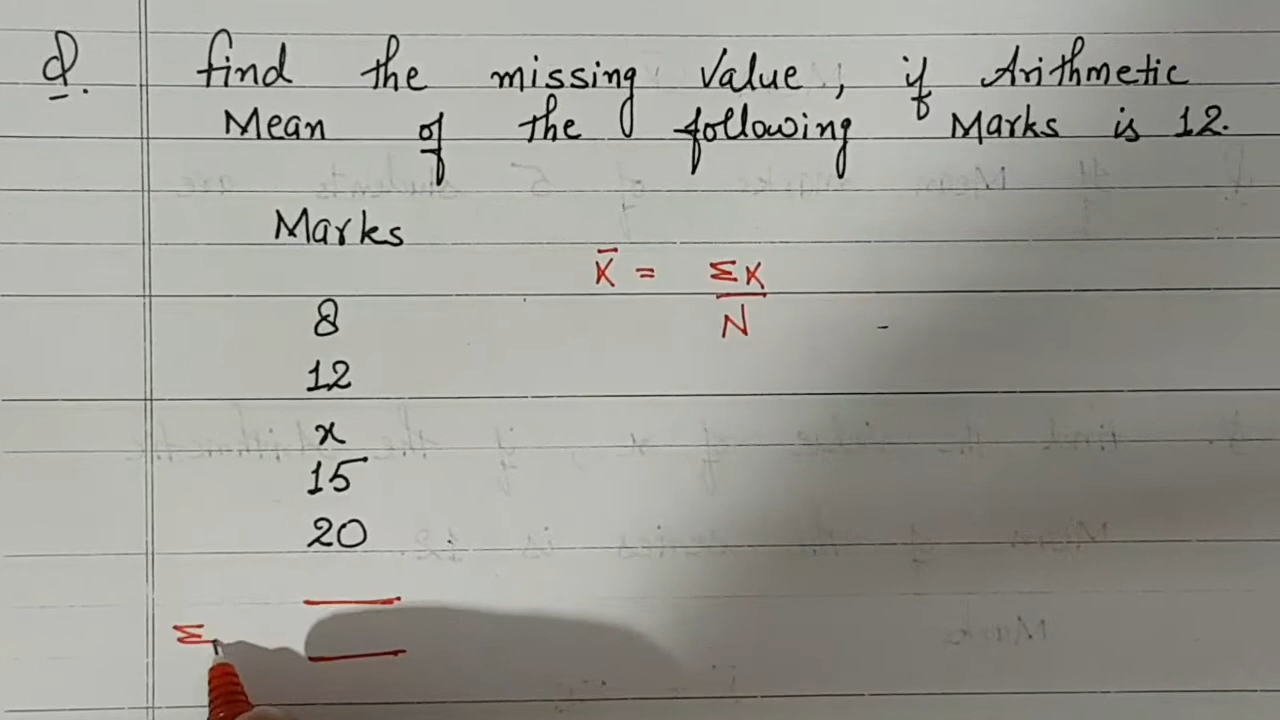 Q. find the missing Value, if Arithmetic
Mean of the following Marks is 12.
Marks
X̄ = ΣX
N
8
12
x
15
20
Σ